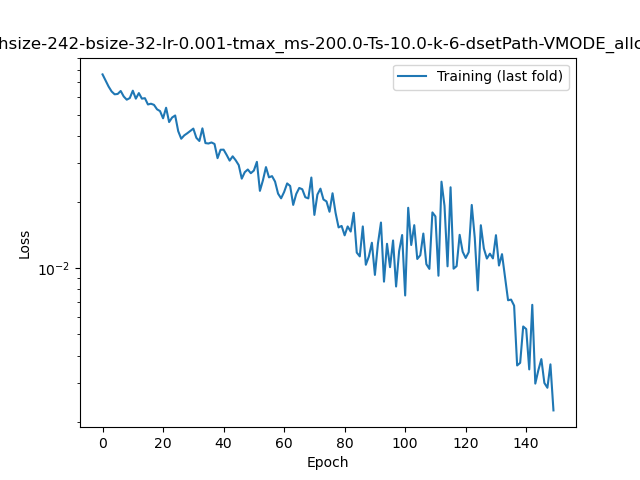 hsize-242-bsize-32-lr-0.001-tmax_ms-200.0-Ts-10.0-k-6-dsetPath-VMODE_allo
Training (last fold)
Loss
10⁻²
0 20 40 60 80 100 120 140
Epoch